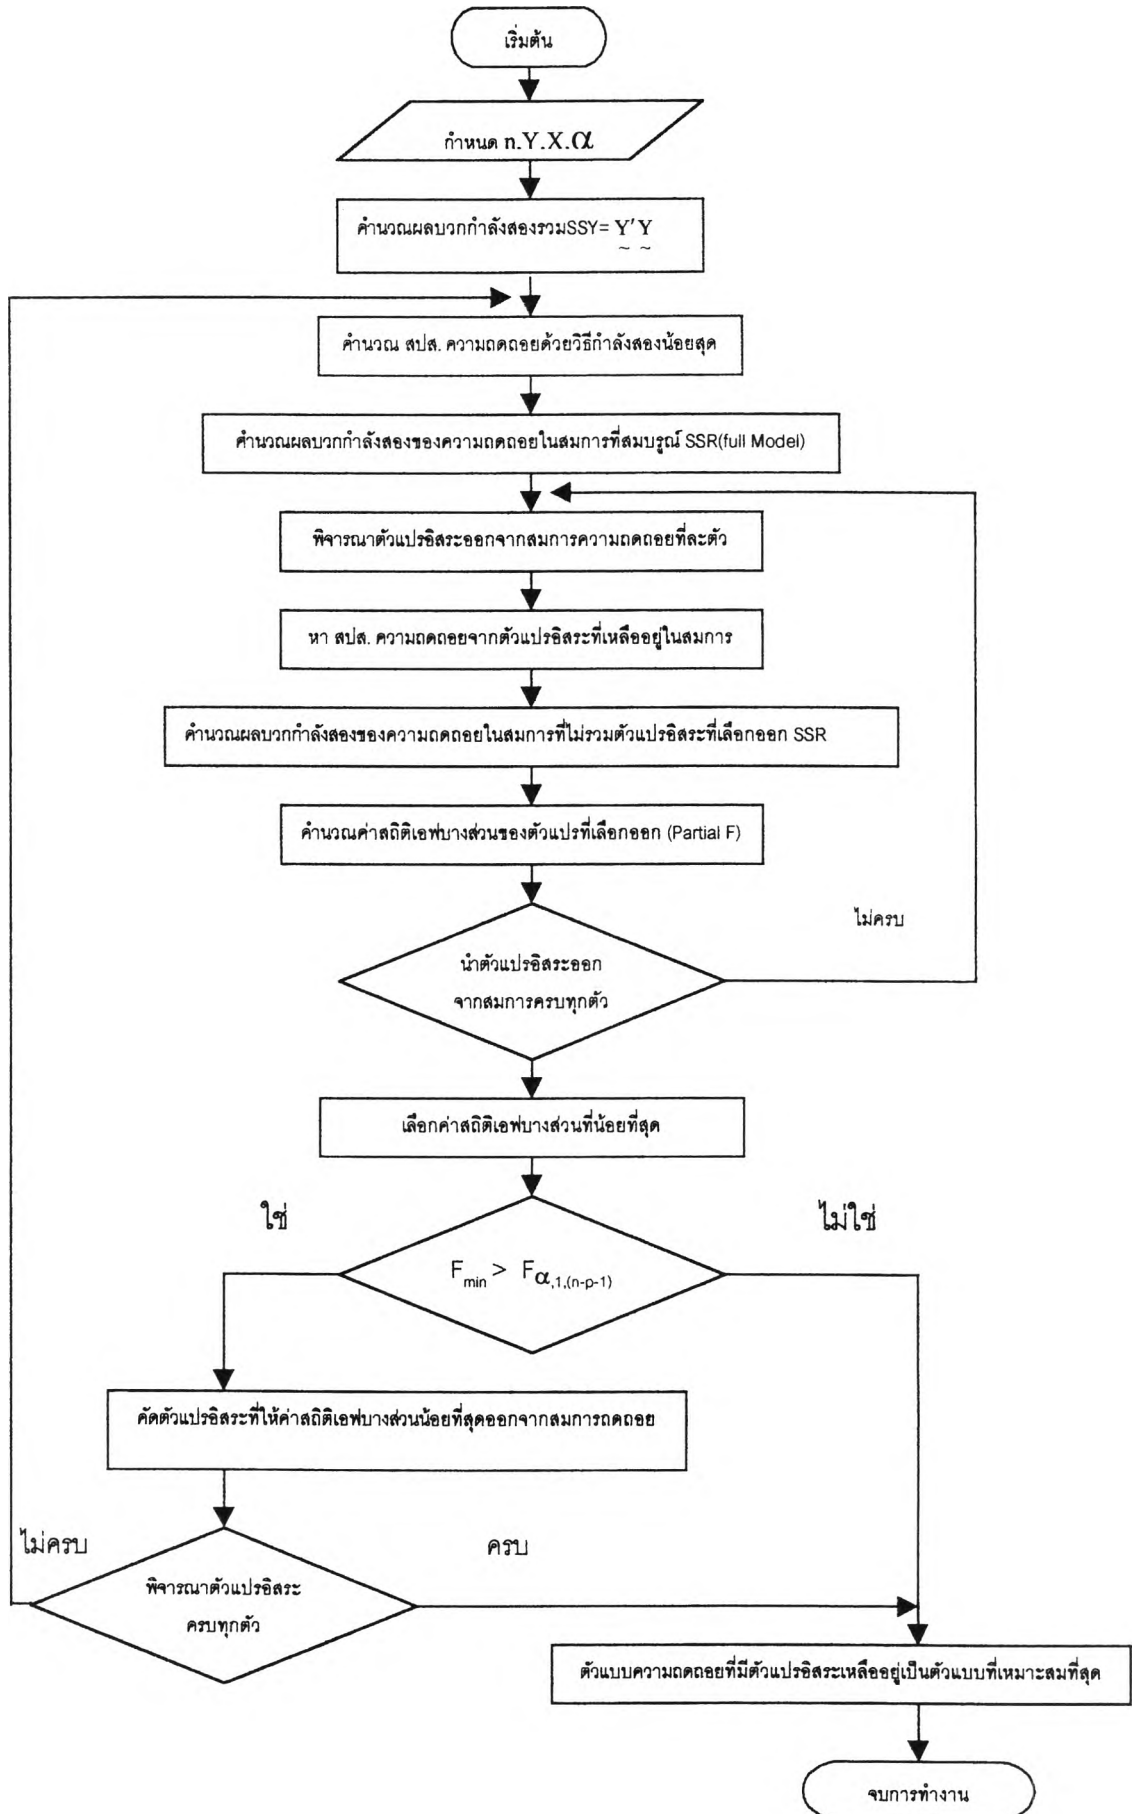 เริ่มต้น
กำหนด n.Y.X.α
คำนวณผลบวกกำลังสองรวมSSY= Y′Y
~ ~
คำนวณ สปส. ความถดถอยด้วยวิธีกำลังสองน้อยสุด
คำนวณผลบวกกำลังสองของความถดถอยในสมการที่สมบรูณ์ SSR(full Model)
พิจารณาตัวแปรอิสระออกจากสมการความถดถอยที่ละตัว
หา สปส. ความถดถอยจากตัวแปรอิสระที่เหลืออยู่ในสมการ
คำนวณผลบวกกำลังสองของความถดถอยในสมการที่ไม่รวมตัวแปรอิสระที่เลือกออก SSR
คำนวณค่าสถิติเอฟบางส่วนของตัวแปรที่เลือกออก (Partial F)
ไม่ครบ
นำตัวแปรอิสระออก
จากสมการครบทุกตัว
เลือกค่าสถิติเอฟบางส่วนที่น้อยที่สุด
ใช่
ไม่ใช่
Fmin > Fα,1,(n-p-1)
คัดตัวแปรอิสระที่ให้ค่าสถิติเอฟบางส่วนน้อยที่สุดออกจากสมการถดถอย
ไม่ครบ
ครบ
พิจารณาตัวแปรอิสระ
ครบทุกตัว
ตัวแบบความถดถอยที่มีตัวแปรอิสระเหลืออยู่เป็นตัวแบบที่เหมาะสมที่สุด
จบการทำงาน